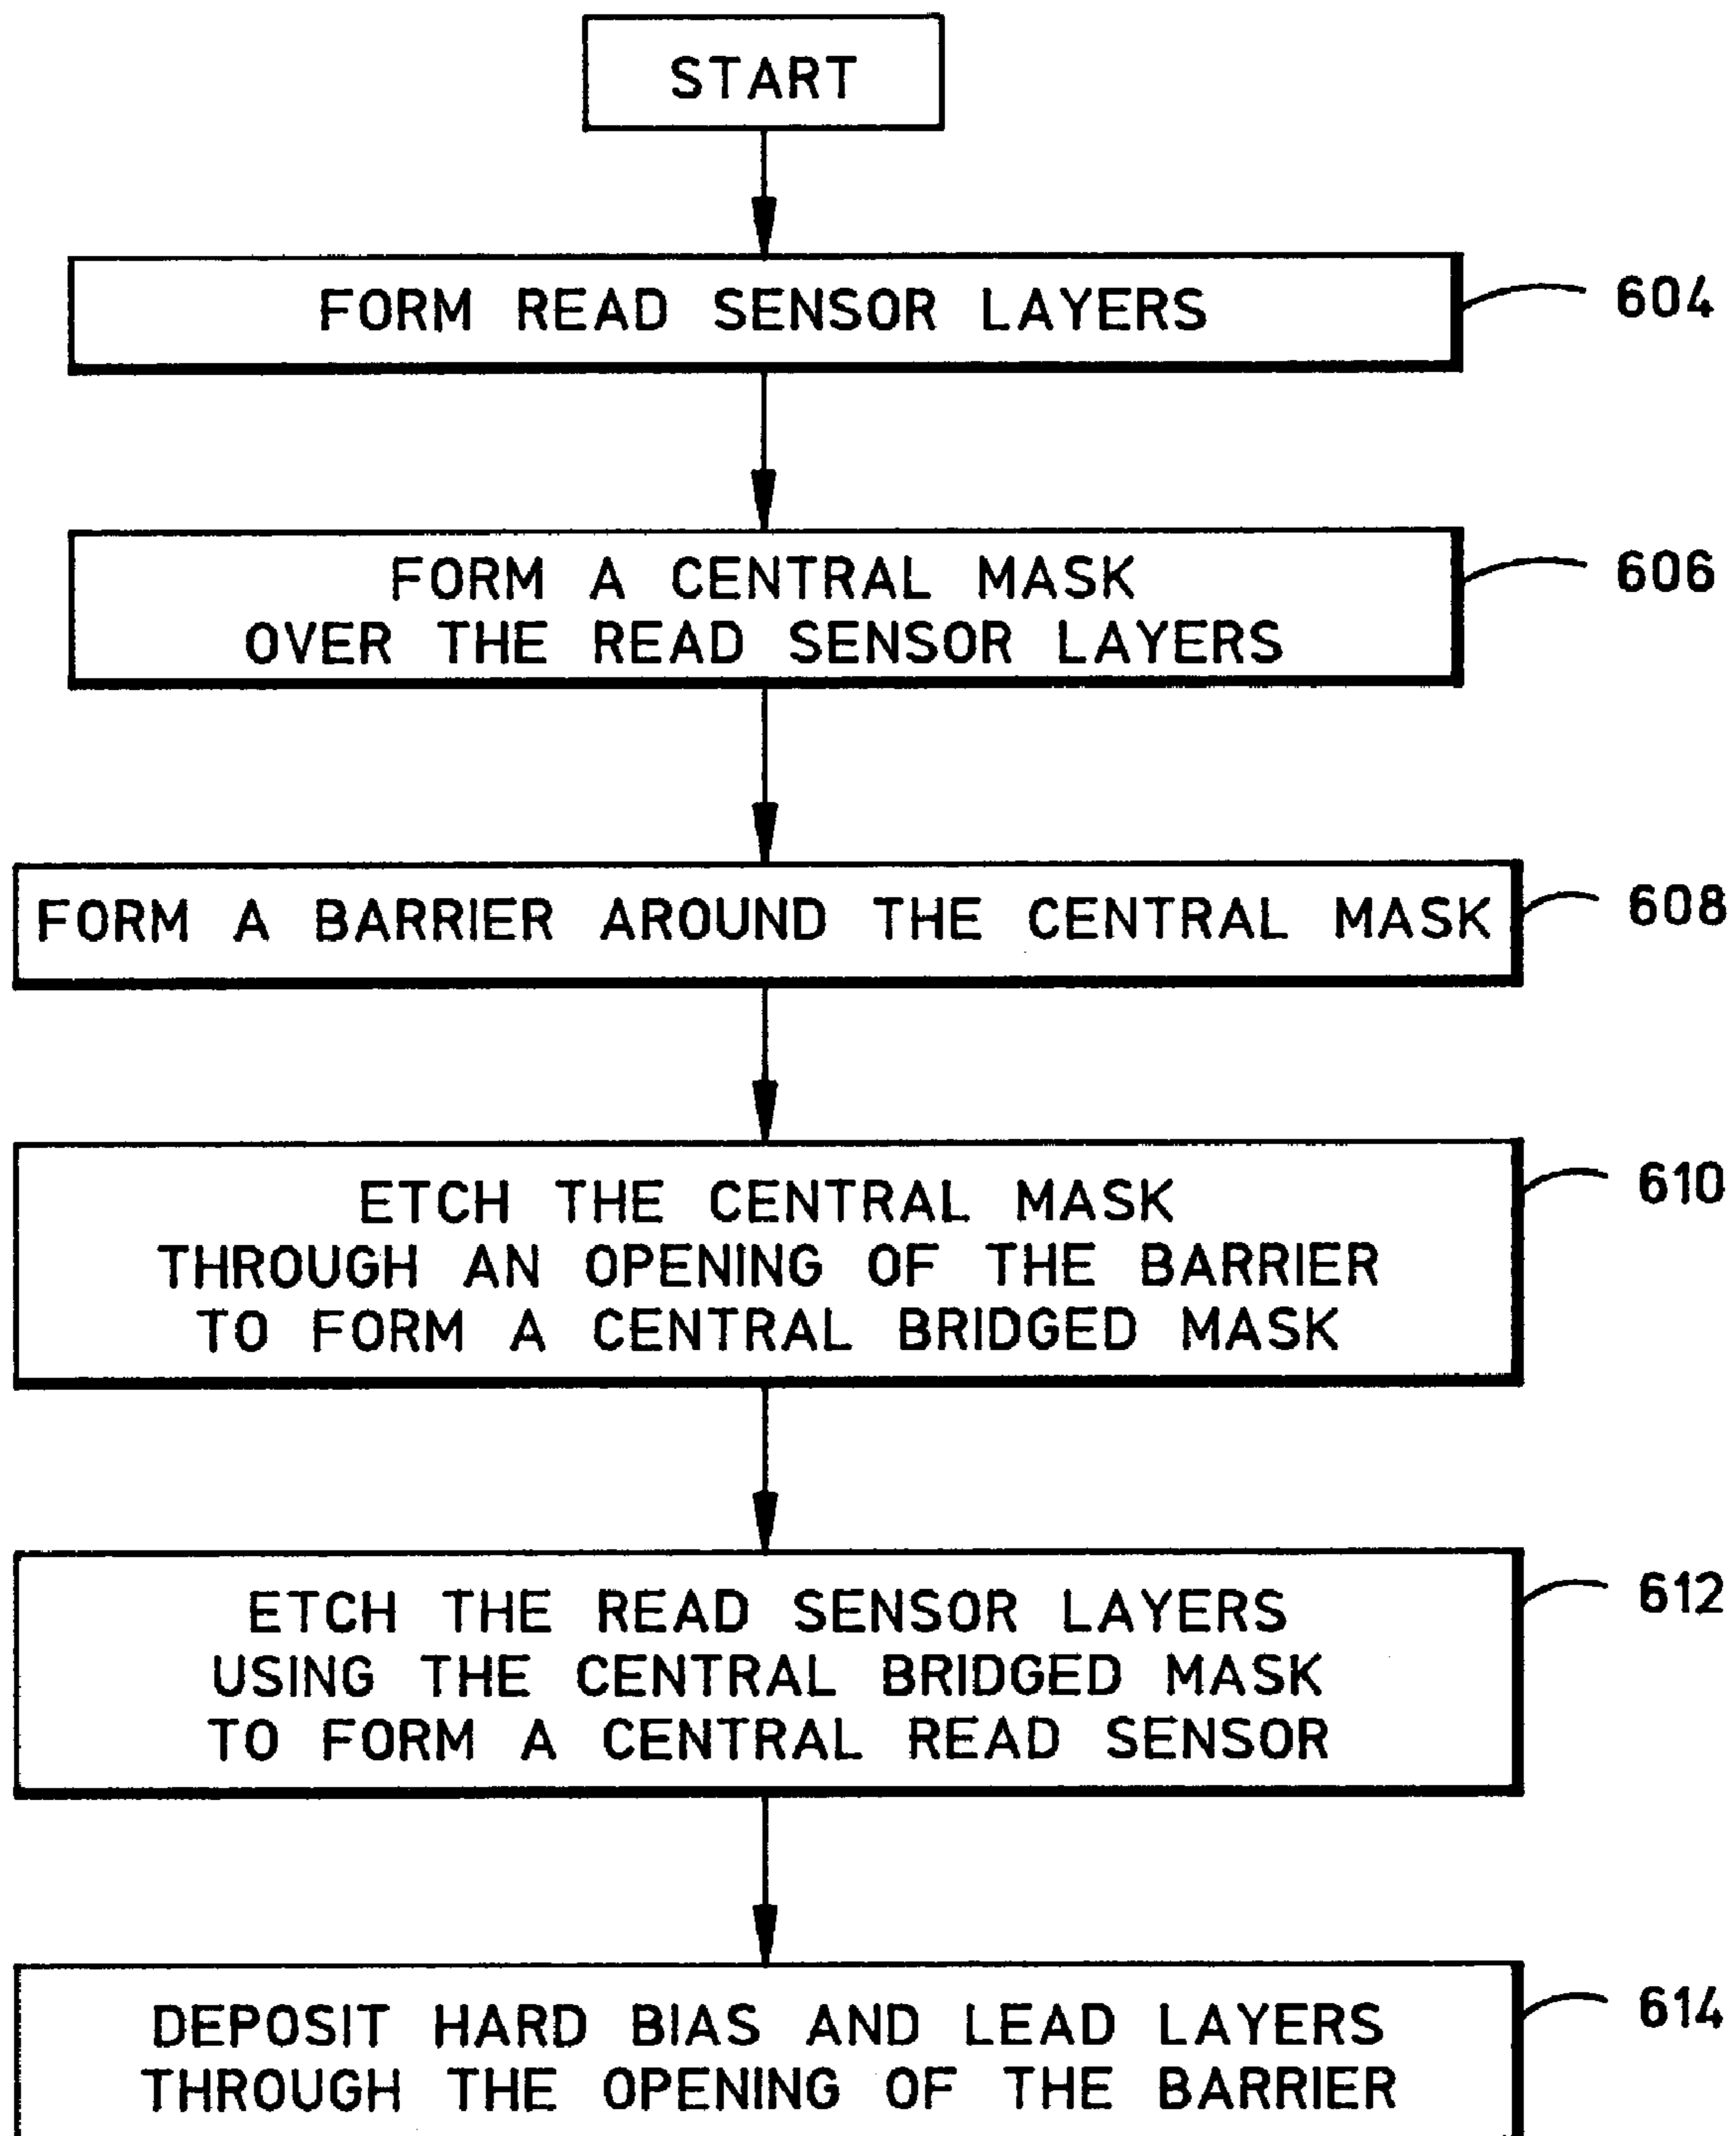 START
FORM READ SENSOR LAYERS
604
FORM A CENTRAL MASK
OVER THE READ SENSOR LAYERS
606
FORM A BARRIER AROUND THE CENTRAL MASK
608
ETCH THE CENTRAL MASK
THROUGH AN OPENING OF THE BARRIER
TO FORM A CENTRAL BRIDGED MASK
610
ETCH THE READ SENSOR LAYERS
USING THE CENTRAL BRIDGED MASK
TO FORM A CENTRAL READ SENSOR
612
DEPOSIT HARD BIAS AND LEAD LAYERS
THROUGH THE OPENING OF THE BARRIER
614